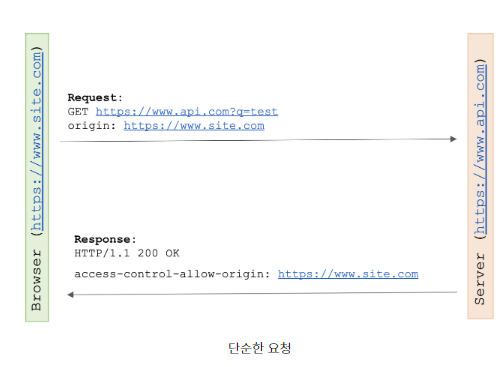 Browser (https://www.site.com)
Request:
GET https://www.api.com?q=test
origin: https://www.site.com
Response:
HTTP/1.1 200 OK
access-control-allow-origin: https://www.site.com
Server (https://www.api.com)
단순한 요청